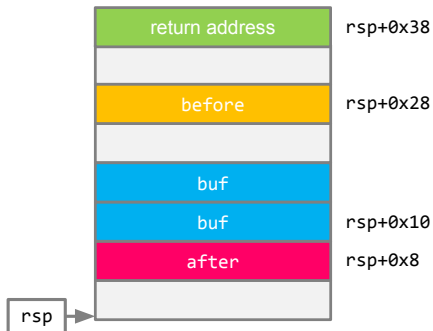 return address rsp+0x38
before rsp+0x28
buf
buf rsp+0x10
after rsp+0x8
rsp